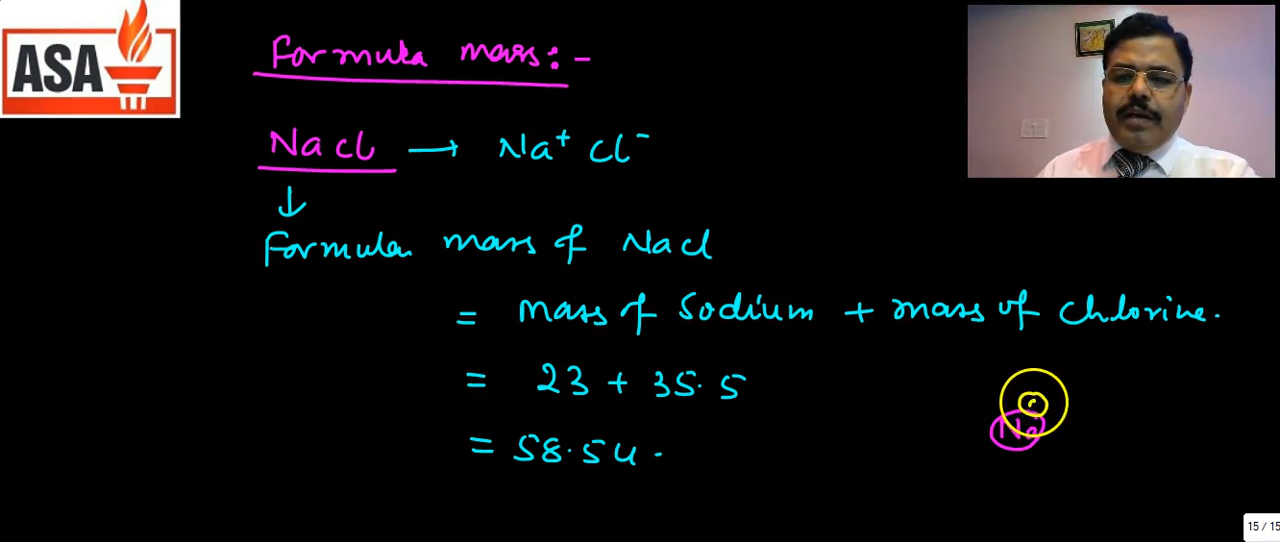 ASA
Formula mass:-
NaCl → Na⁺ Cl⁻
↓
Formula mass of NaCl
= Mass of Sodium + mass of Chlorine.
= 23 + 35.5
= 58.5u.
Na
15 / 15